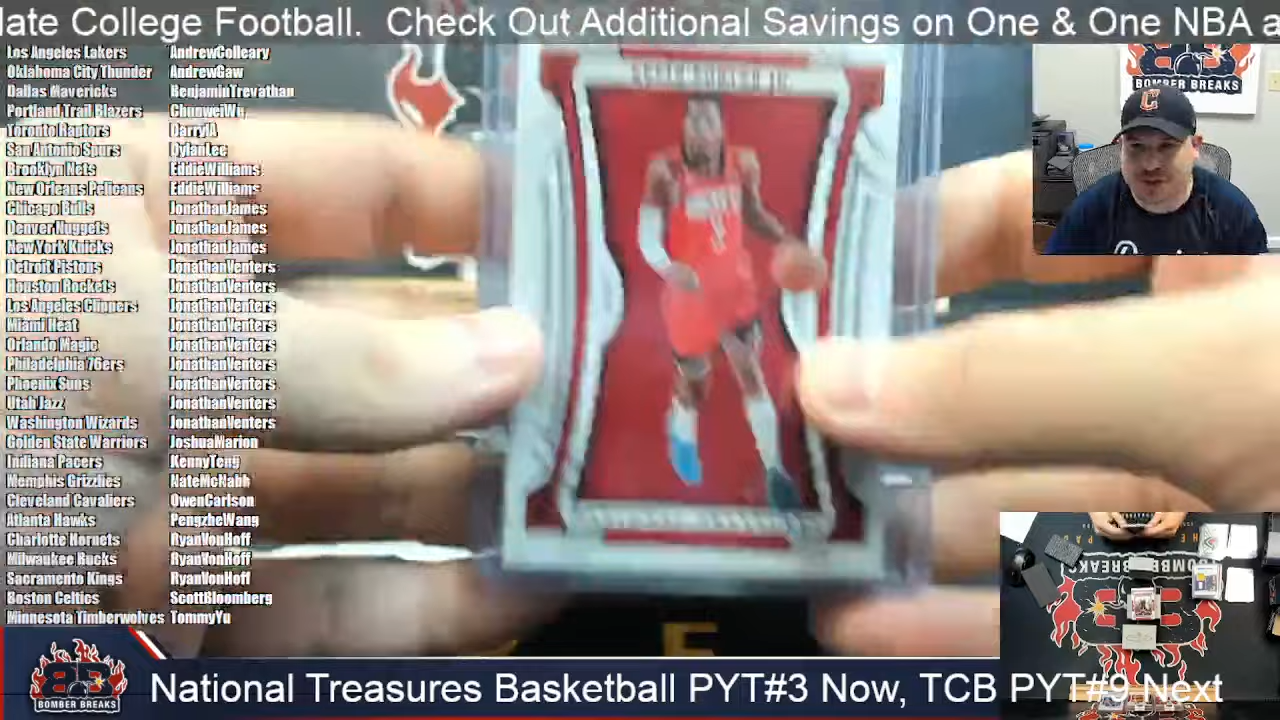 late College Football.  Check Out Additional Savings on One & One NBA a
Los Angeles Lakers AndrewColleary
Oklahoma City Thunder AndrewGaw
Dallas Mavericks BenjaminTrevathan
Portland Trail Blazers ChunweiWu
Toronto Raptors DarrylA
San Antonio Spurs DylanLee
Brooklyn Nets EddieWilliams
New Orleans Pelicans EddieWilliams
Chicago Bulls JonathanJames
Denver Nuggets JonathanJames
New York Knicks JonathanJames
Detroit Pistons JonathanVenters
Houston Rockets JonathanVenters
Los Angeles Clippers JonathanVenters
Miami Heat JonathanVenters
Orlando Magic JonathanVenters
Philadelphia 76ers JonathanVenters
Phoenix Suns JonathanVenters
Utah Jazz JonathanVenters
Washington Wizards JonathanVenters
Golden State Warriors JoshuaMarion
Indiana Pacers KennyTeng
Memphis Grizzlies NateMcNabb
Cleveland Cavaliers OwenCarlson
Atlanta Hawks PengzheWang
Charlotte Hornets RyanVonHoff
Milwaukee Bucks RyanVonHoff
Sacramento Kings RyanVonHoff
Boston Celtics ScottBloomberg
Minnesota Timberwolves TommyYu
BOMBER BREAKS
C
BOMBER BREAKS
BOMBER BREAKS
National Treasures Basketball PYT#3 Now, TCB PYT#9 Next